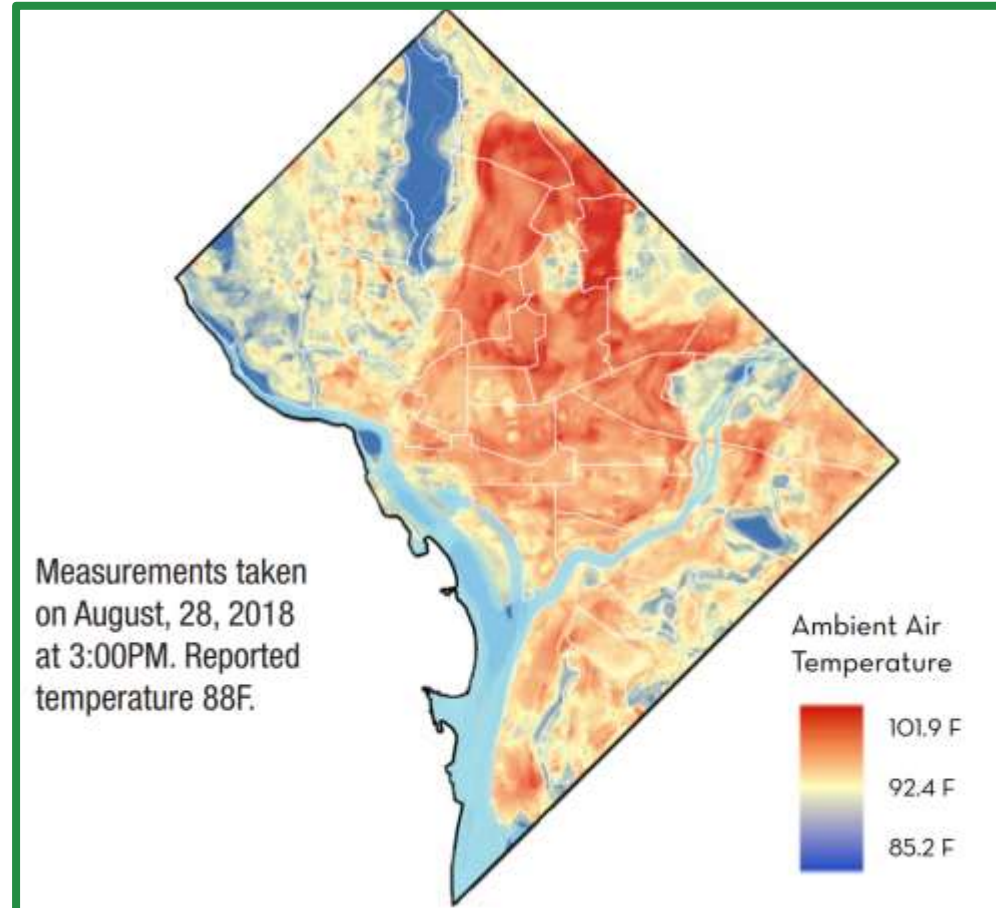 Measurements taken
on August, 28, 2018
at 3:00PM. Reported
temperature 88F.
Ambient Air
Temperature
101.9 F
92.4 F
85.2 F